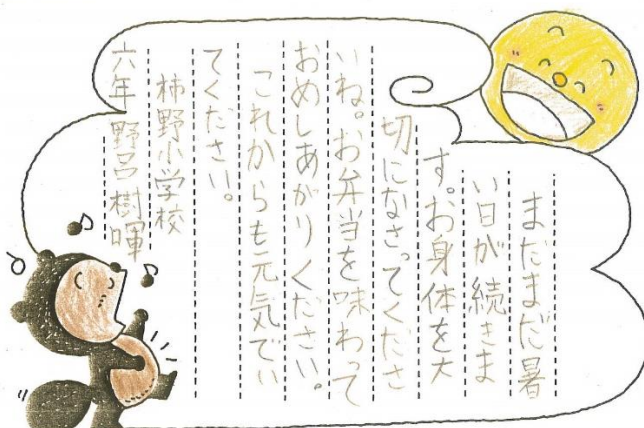 まだまだ暑
い日が続きま
す。お身体を大
切になさってくださ
いね。お弁当を味わって
おめしあがりください。
これからも元気でい
てください。
柿野小学校
六年 野呂樹暉